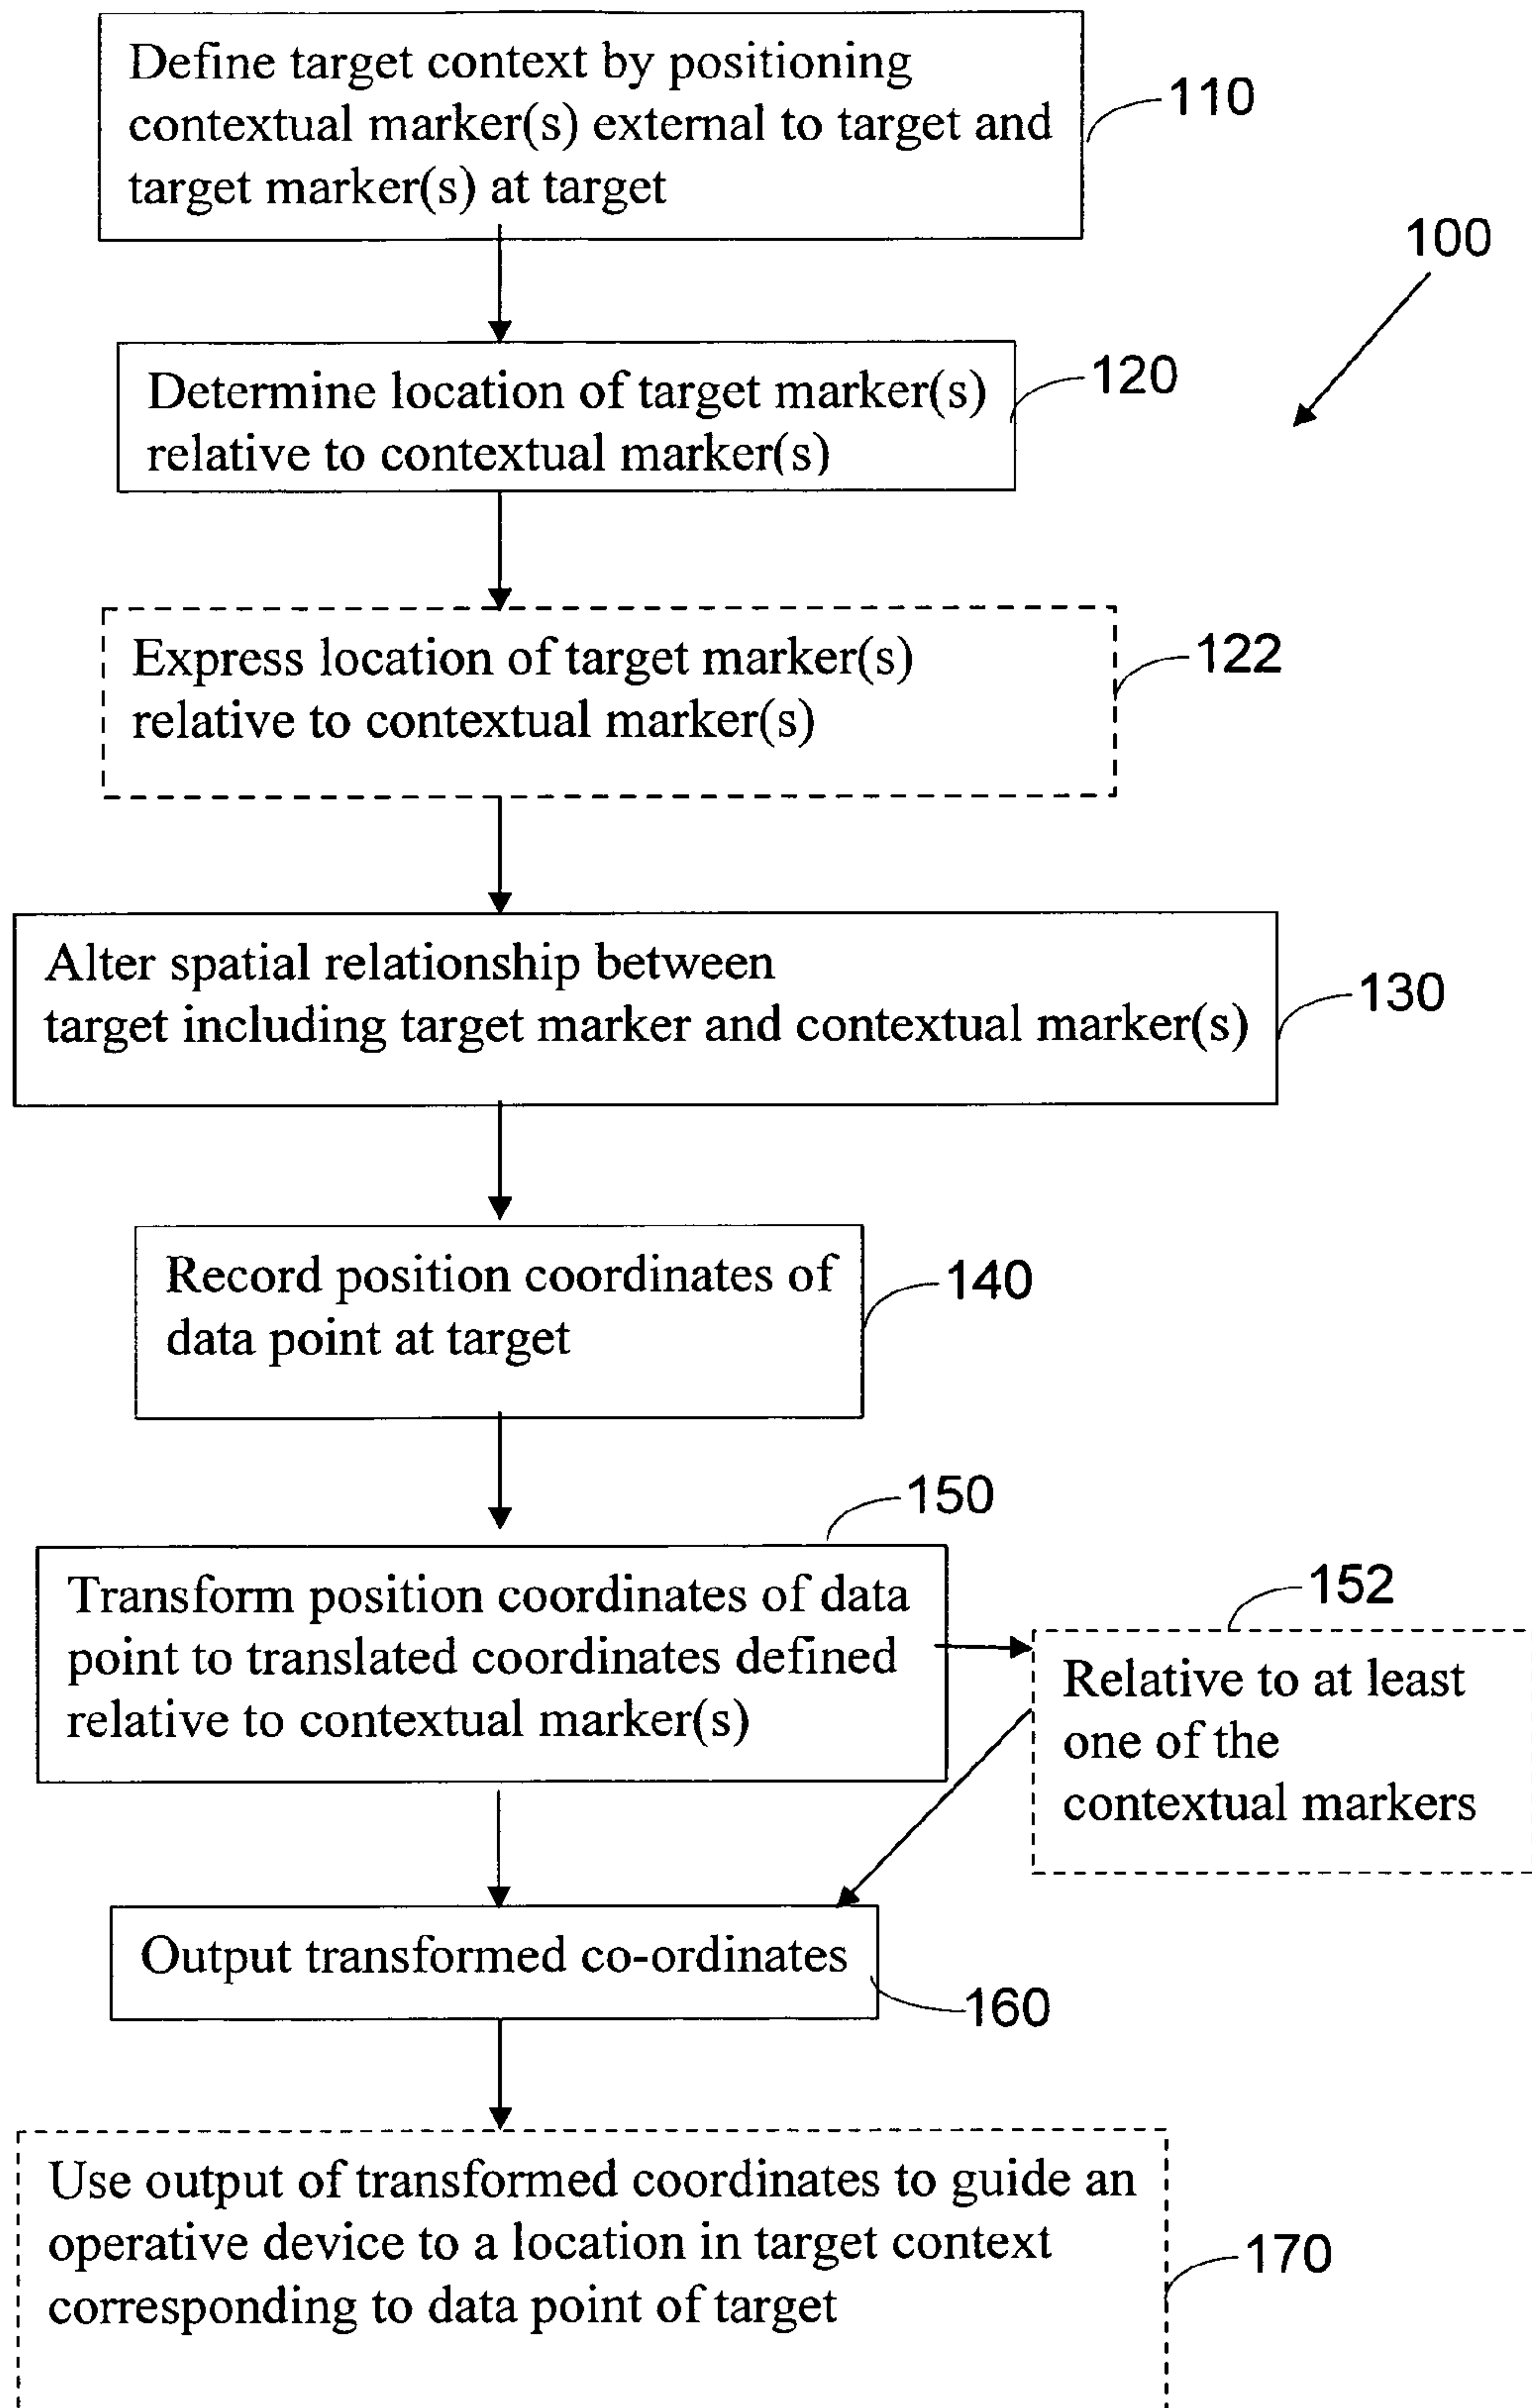 Define target context by positioning
contextual marker(s) external to target and
target marker(s) at target
110
100
Determine location of target marker(s)
relative to contextual marker(s)
120
Express location of target marker(s)
relative to contextual marker(s)
122
Alter spatial relationship between
target including target marker and contextual marker(s)
130
Record position coordinates of
data point at target
140
150
Transform position coordinates of data
point to translated coordinates defined
relative to contextual marker(s)
152
Relative to at least
one of the
contextual markers
Output transformed co-ordinates
160
Use output of transformed coordinates to guide an
operative device to a location in target context
corresponding to data point of target
170